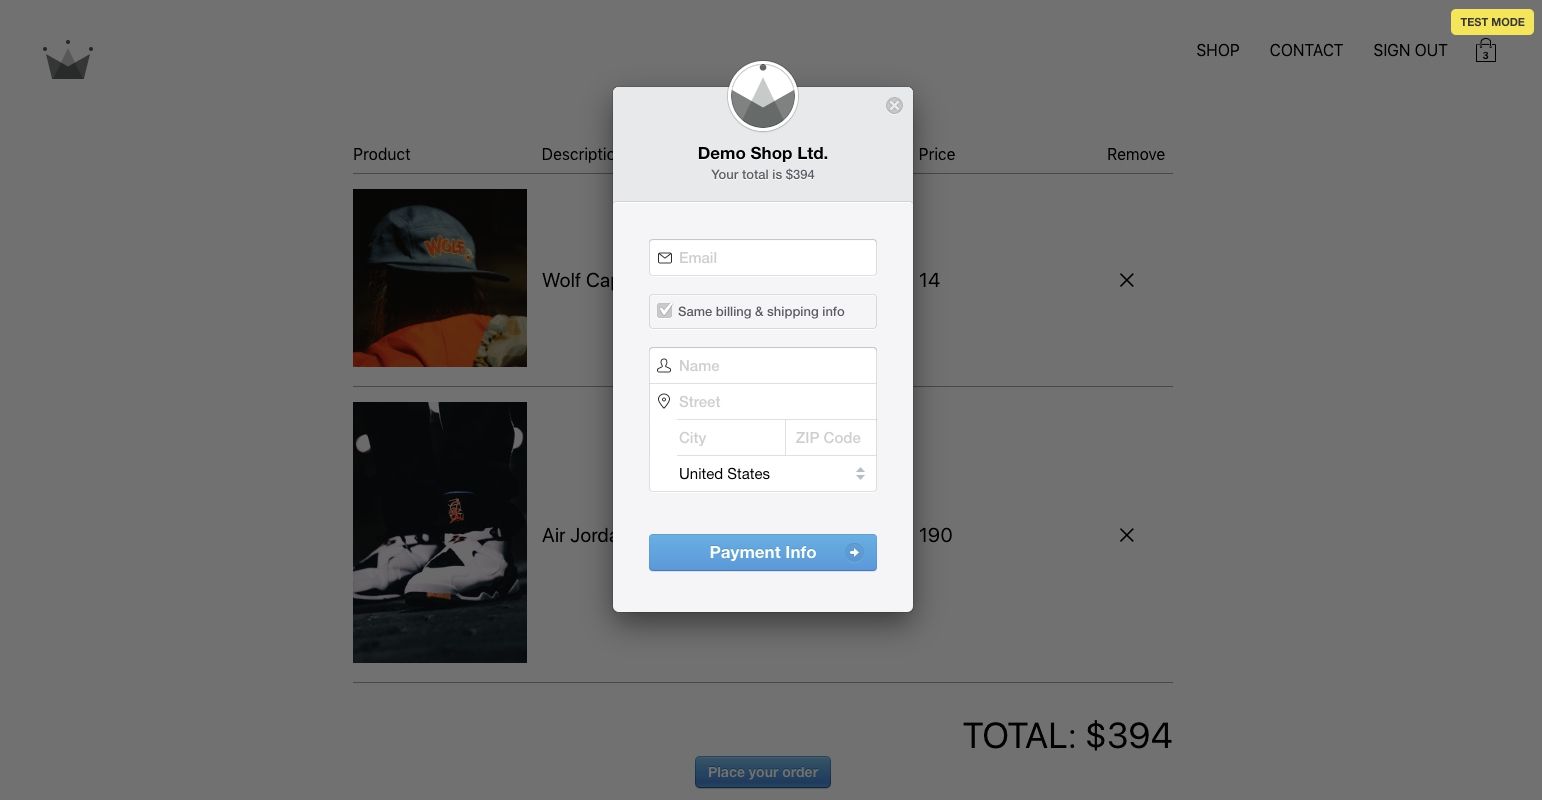 TEST MODE
SHOP CONTACT SIGN OUT 3
Demo Shop Ltd.
Your total is $394
Product Descriptio Price Remove
Email
Same billing & shipping info
Name
Street
City ZIP Code
United States
Payment Info
WOLF
Wolf Cap 14
Air Jorda 190
TOTAL: $394
Place your order